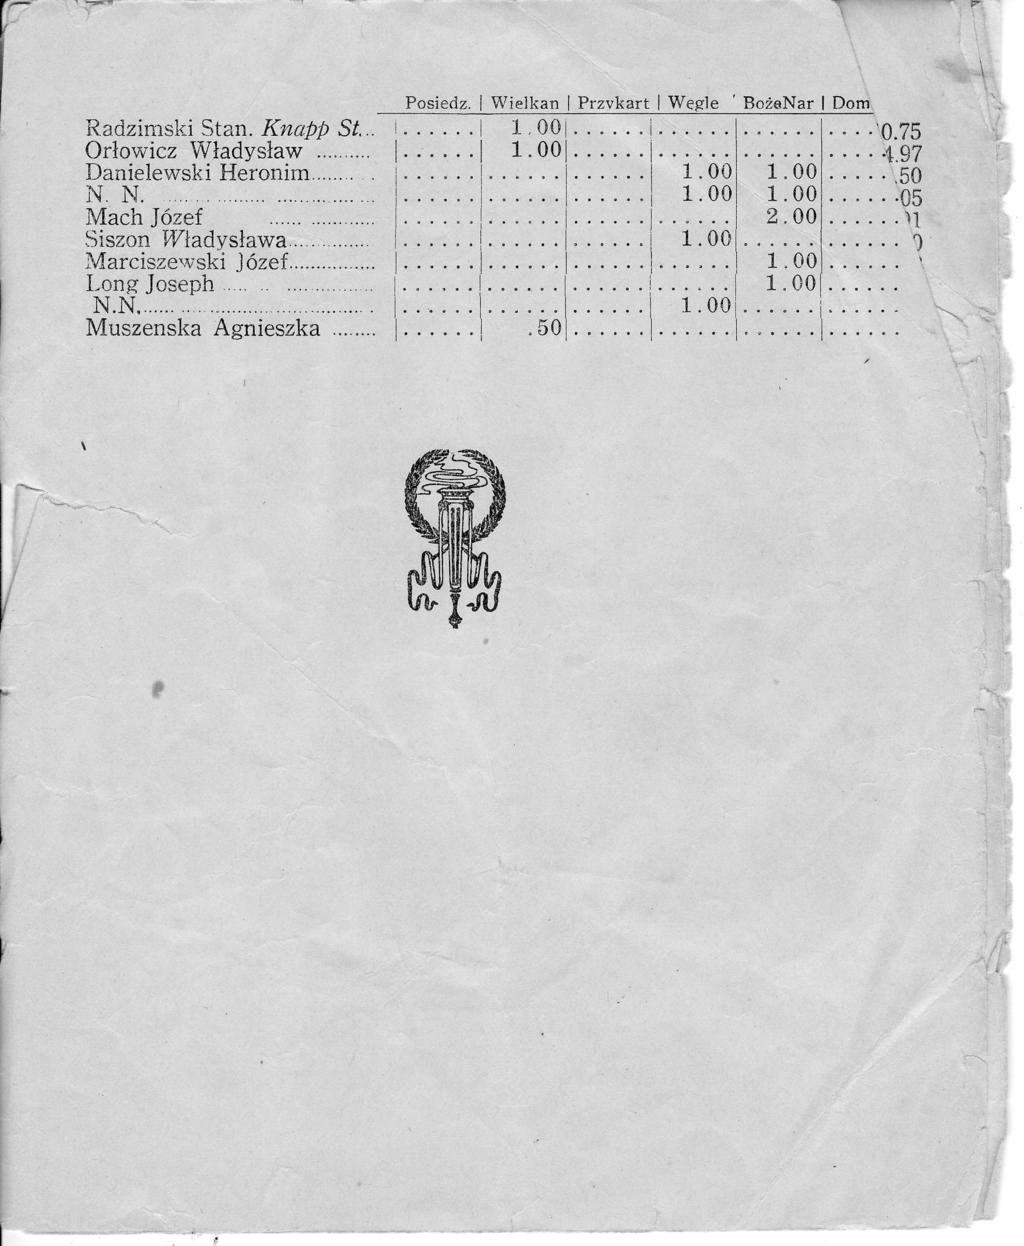 Posiedz. | Wielkan | Przykart | Węgle ' BożeNar | Dom
Radzimski Stan. Knapp St... |......| 1.00|......|......|......|.... 0.75
Orłowicz Władysław .......... |......| 1.00|......|......|......|..... 4.97
Danielewski Heronim......... . |......|......|......| 1.00| 1.00|..... .50
N. N. .................... |......|......|......| 1.00| 1.00|...... 05
Mach Józef .................... |......|......|......|......| 2.00|......
Siszon Władysława............... |......|......|......| 1.00|......|......
Marciszewski Józef................ |......|......|......|......| 1.00|......
Long Joseph ..... .. ................ |......|......|......|......| 1.00|......
N.N............................. |......|......|......| 1.00|......|......
Muszenska Agnieszka ........ |......| .50|......|......|......|......